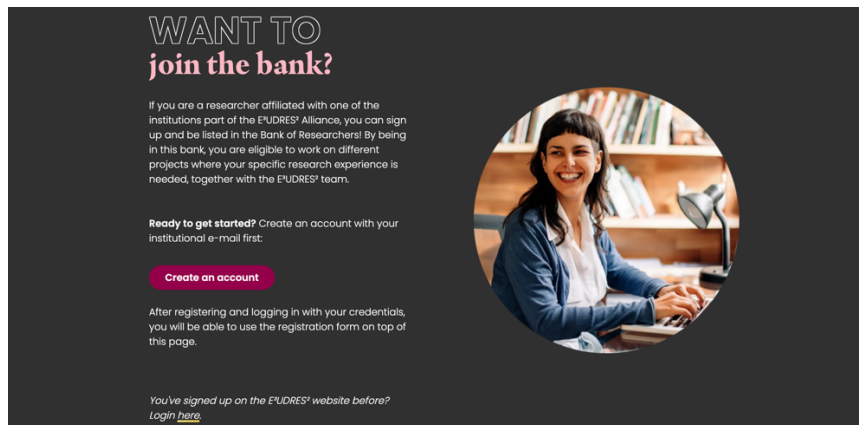 WANT TO
join the bank?
If you are a researcher affiliated with one of the
institutions part of the E³UDRES² Alliance, you can sign
up and be listed in the Bank of Researchers! By being
in this bank, you are eligible to work on different
projects where your specific research experience is
needed, together with the E³UDRES² team.
Ready to get started? Create an account with your
institutional e-mail first:
Create an account
After registering and logging in with your credentials,
you will be able to use the registration form on top of
this page.
You've signed up on the E³UDRES² website before?
Login here.